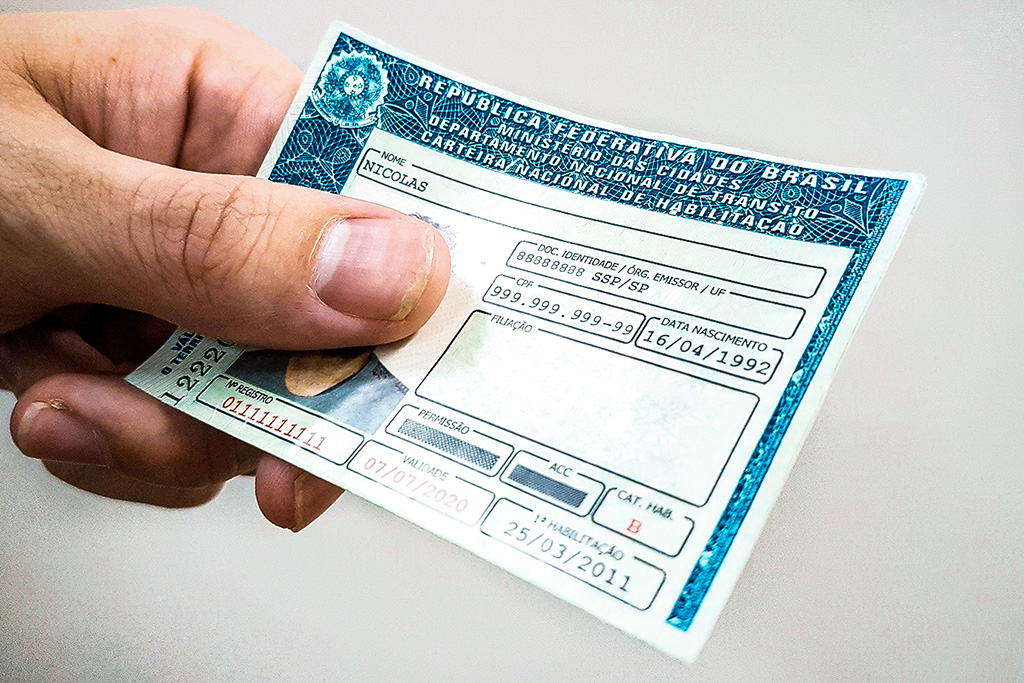 REPÚBLICA FEDERATIVA DO BRASIL
MINISTÉRIO DAS CIDADES
DEPARTAMENTO NACIONAL DE TRÂNSITO
CARTEIRA NACIONAL DE HABILITAÇÃO
NOME
NICOLAS
DOC. IDENTIDADE / ÓRG. EMISSOR / UF
88888888 SSP/SP
CPF
999.999.999-99
DATA NASCIMENTO
16/04/1992
FILIAÇÃO
PERMISSÃO
ACC
CAT. HAB.
B
Nº REGISTRO
01111111111
VALIDADE
07/07/2020
1ª HABILITAÇÃO
25/03/2011
O TERRI
1222